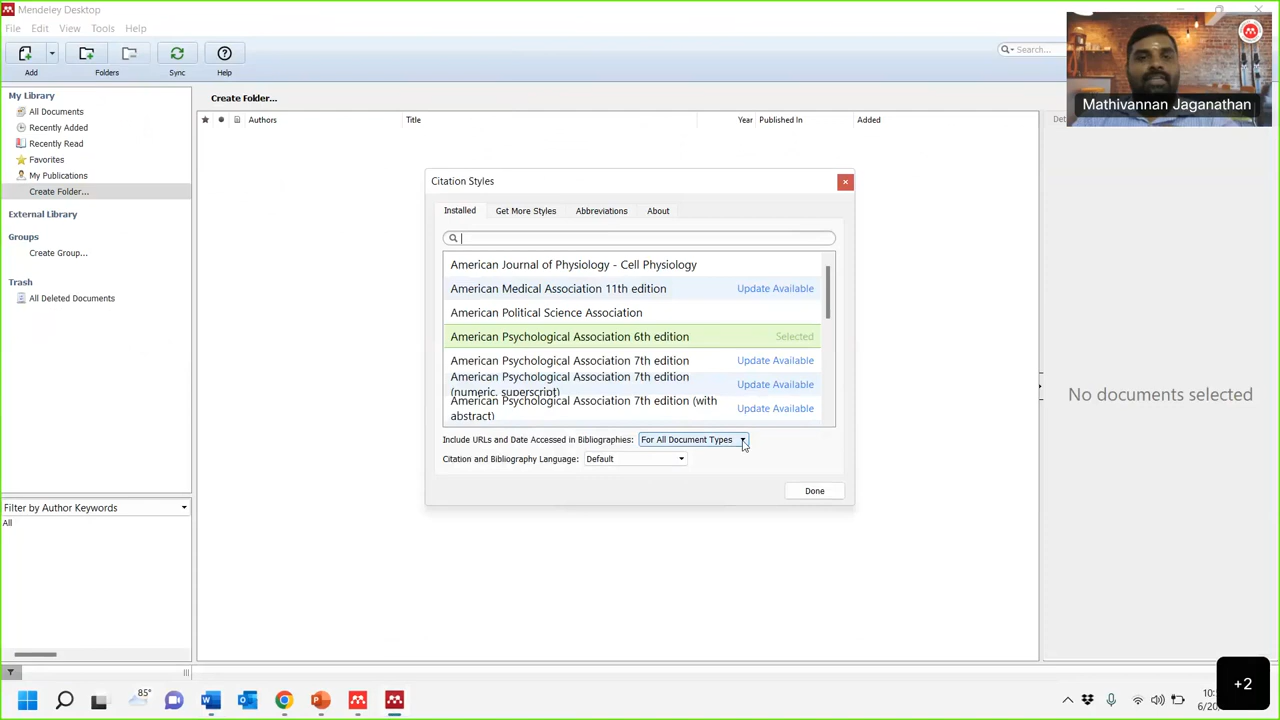 Mendeley Desktop
File Edit View Tools Help
Add Folders Sync Help
Search...
Mathivannan Jaganathan
My Library
All Documents
Recently Added
Recently Read
Favorites
My Publications
Create Folder...
External Library
Groups
Create Group...
Trash
All Deleted Documents
Filter by Author Keywords
All
Create Folder...
Authors Title Year Published In Added
Citation Styles
Installed Get More Styles Abbreviations About
American Journal of Physiology - Cell Physiology
American Medical Association 11th edition Update Available
American Political Science Association
American Psychological Association 6th edition Selected
American Psychological Association 7th edition Update Available
American Psychological Association 7th edition
(numeric, superscript) Update Available
American Psychological Association 7th edition (with
abstract) Update Available
Include URLs and Date Accessed in Bibliographies: For All Document Types
Citation and Bibliography Language: Default
Done
No documents selected
85°
+2